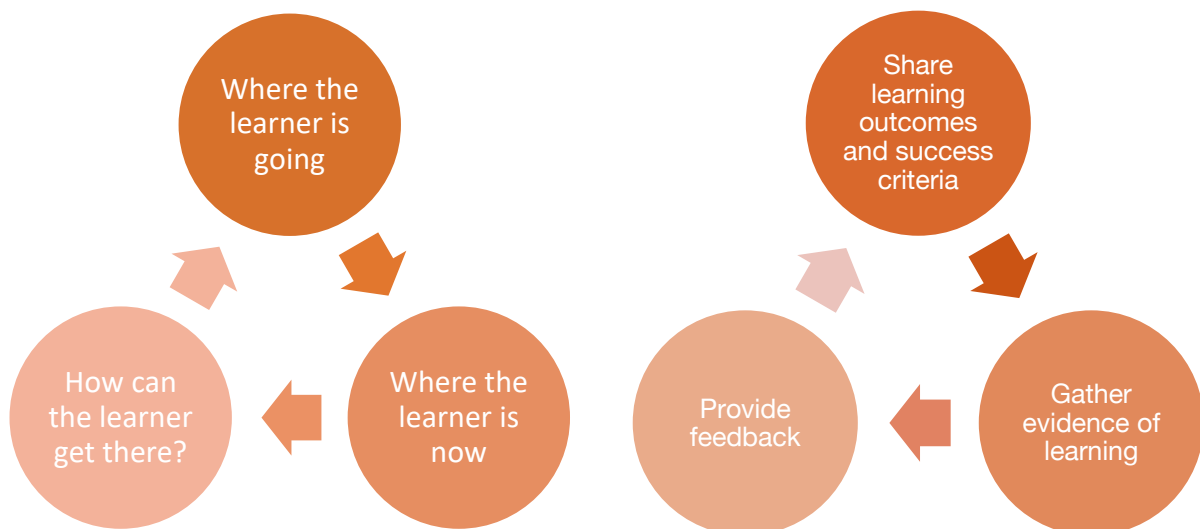 Where the
learner is
going
How can
the learner
get there?
Where the
learner is
now
Share
learning
outcomes
and success
criteria
Provide
feedback
Gather
evidence of
learning